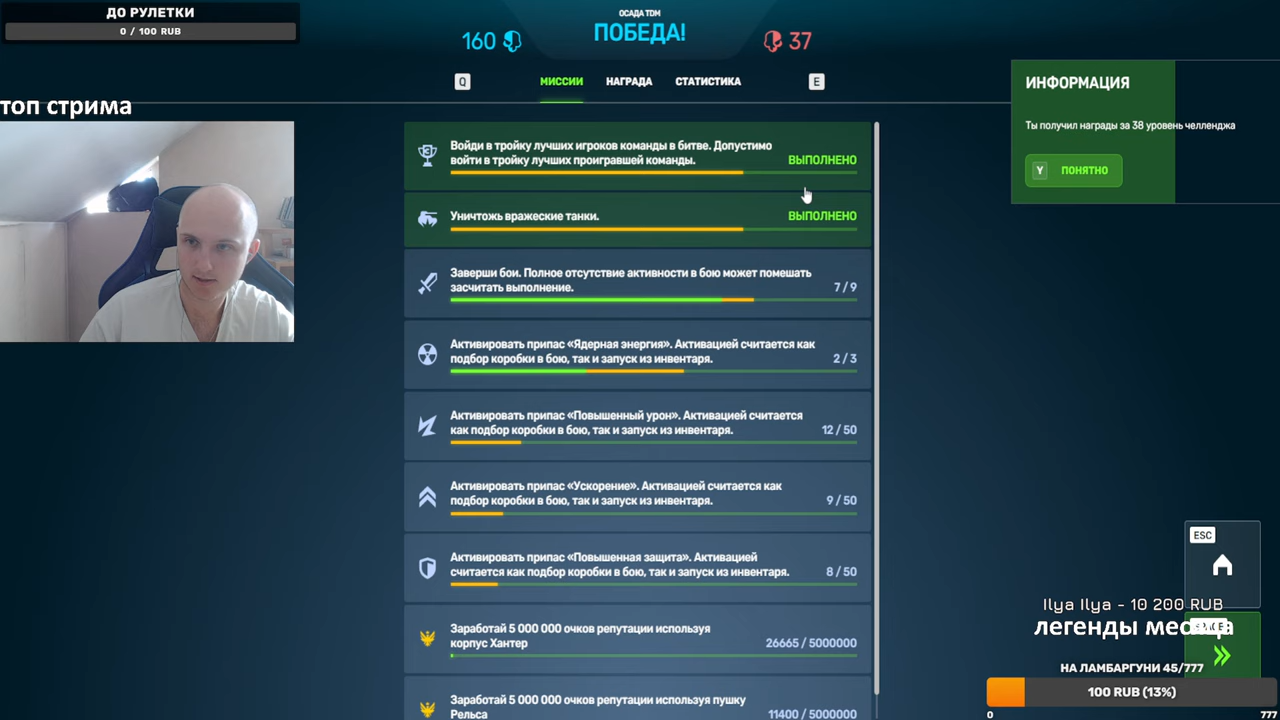 ДО РУЛЕТКИ
0 / 100 RUB
топ стрима
ОСАДА TDM
ПОБЕДА!
160
37
Q
МИССИИ
НАГРАДА
СТАТИСТИКА
E
ИНФОРМАЦИЯ
Ты получил награды за 38 уровень челленджа
Y
ПОНЯТНО
Войди в тройку лучших игроков команды в битве. Допустимо
войти в тройку лучших проигравшей команды.
ВЫПОЛНЕНО
Уничтожь вражеские танки.
ВЫПОЛНЕНО
Заверши бои. Полное отсутствие активности в бою может помешать
засчитать выполнение.
7 / 9
Активировать припас «Ядерная энергия». Активацией считается как
подбор коробки в бою, так и запуск из инвентаря.
2 / 3
Активировать припас «Повышенный урон». Активацией считается
как подбор коробки в бою, так и запуск из инвентаря.
12 / 50
Активировать припас «Ускорение». Активацией считается как
подбор коробки в бою, так и запуск из инвентаря.
9 / 50
Активировать припас «Повышенная защита». Активацией
считается как подбор коробки в бою, так и запуск из инвентаря.
8 / 50
Заработай 5 000 000 очков репутации используя
корпус Хантер
26665 / 5000000
Заработай 5 000 000 очков репутации используя пушку
Рельса
11400 / 5000000
ESC
Ilya Ilya - 10 200 RUB
легенды месяца
НА ЛАМБАРГУНИ 45/777
100 RUB (13%)
0
777